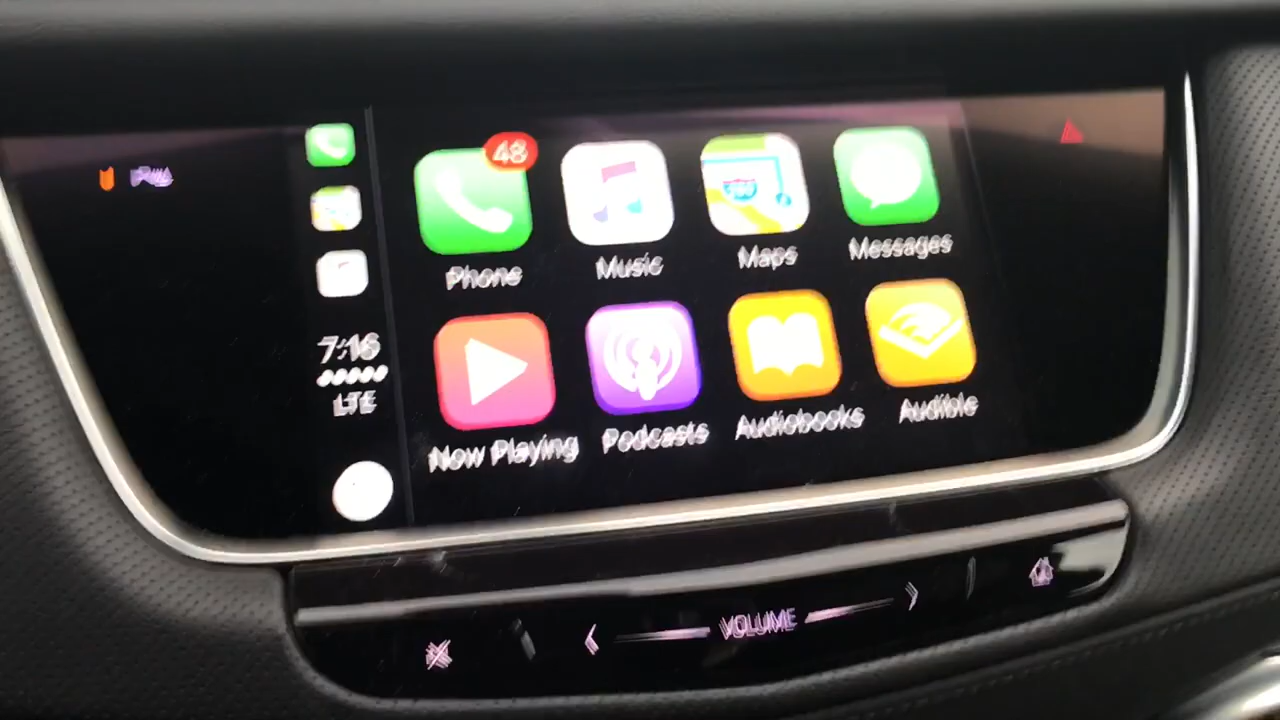 48
Phone
Music
Maps
Messages
7:16
LTE
Now Playing
Podcasts
Audiobooks
Audible
VOLUME